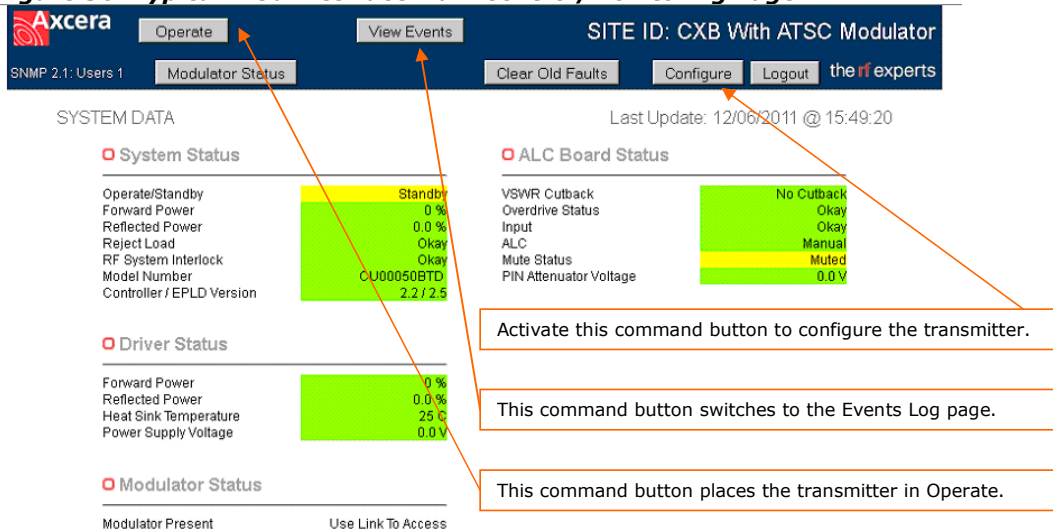 Axcera
Operate
View Events
SITE ID: CXB With ATSC Modulator
SNMP 2.1: Users 1
Modulator Status
Clear Old Faults
Configure
Logout
the rf experts
SYSTEM DATA
Last Update: 12/06/2011 @ 15:49:20
System Status
Operate/Standby Standby
Forward Power 0 %
Reflected Power 0.0 %
Reject Load Okay
RF System Interlock Okay
Model Number CU00050BTD
Controller / EPLD Version 2.2 / 2.5
ALC Board Status
VSWR Cutback No Cutback
Overdrive Status Okay
Input Okay
ALC Manual
Mute Status Muted
PIN Attenuator Voltage 0.0 V
Activate this command button to configure the transmitter.
Driver Status
Forward Power 0 %
Reflected Power 0.0 %
Heat Sink Temperature 25 C
Power Supply Voltage 0.0 V
This command button switches to the Events Log page.
Modulator Status
This command button places the transmitter in Operate.
Modulator Present Use Link To Access